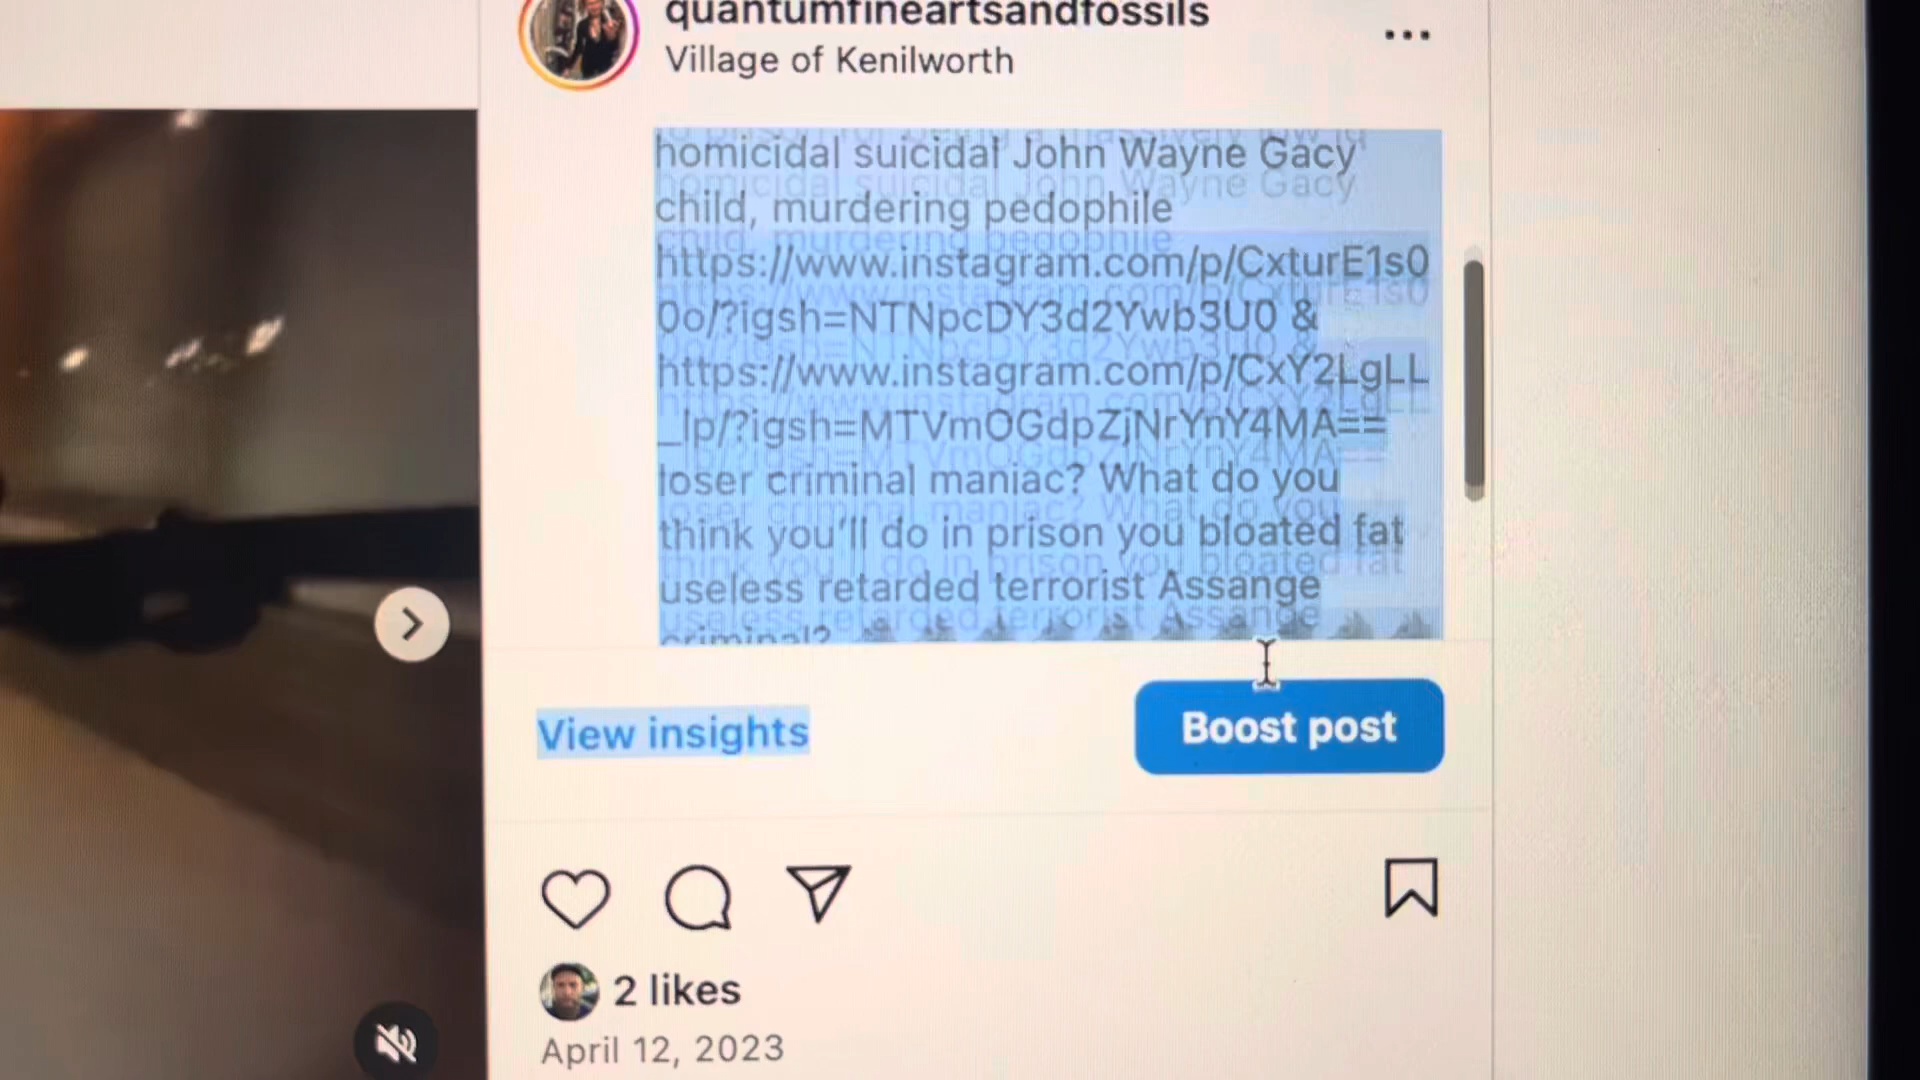 quantumfineartsandfossils
Village of Kenilworth
homicidal suicidal John Wayne Gacy
child, murdering pedophile
https://www.instagram.com/p/CxturE1s0
0o/?igsh=NTNpcDY3d2Ywb3U0 &
https://www.instagram.com/p/CxY2LgLL
_lp/?igsh=MTVmOGdpZjNrYnY4MA==
loser criminal maniac? What do you
think you'll do in prison you bloated fat
useless retarded terrorist Assange
criminal?
View insights
Boost post
2 likes
April 12, 2023